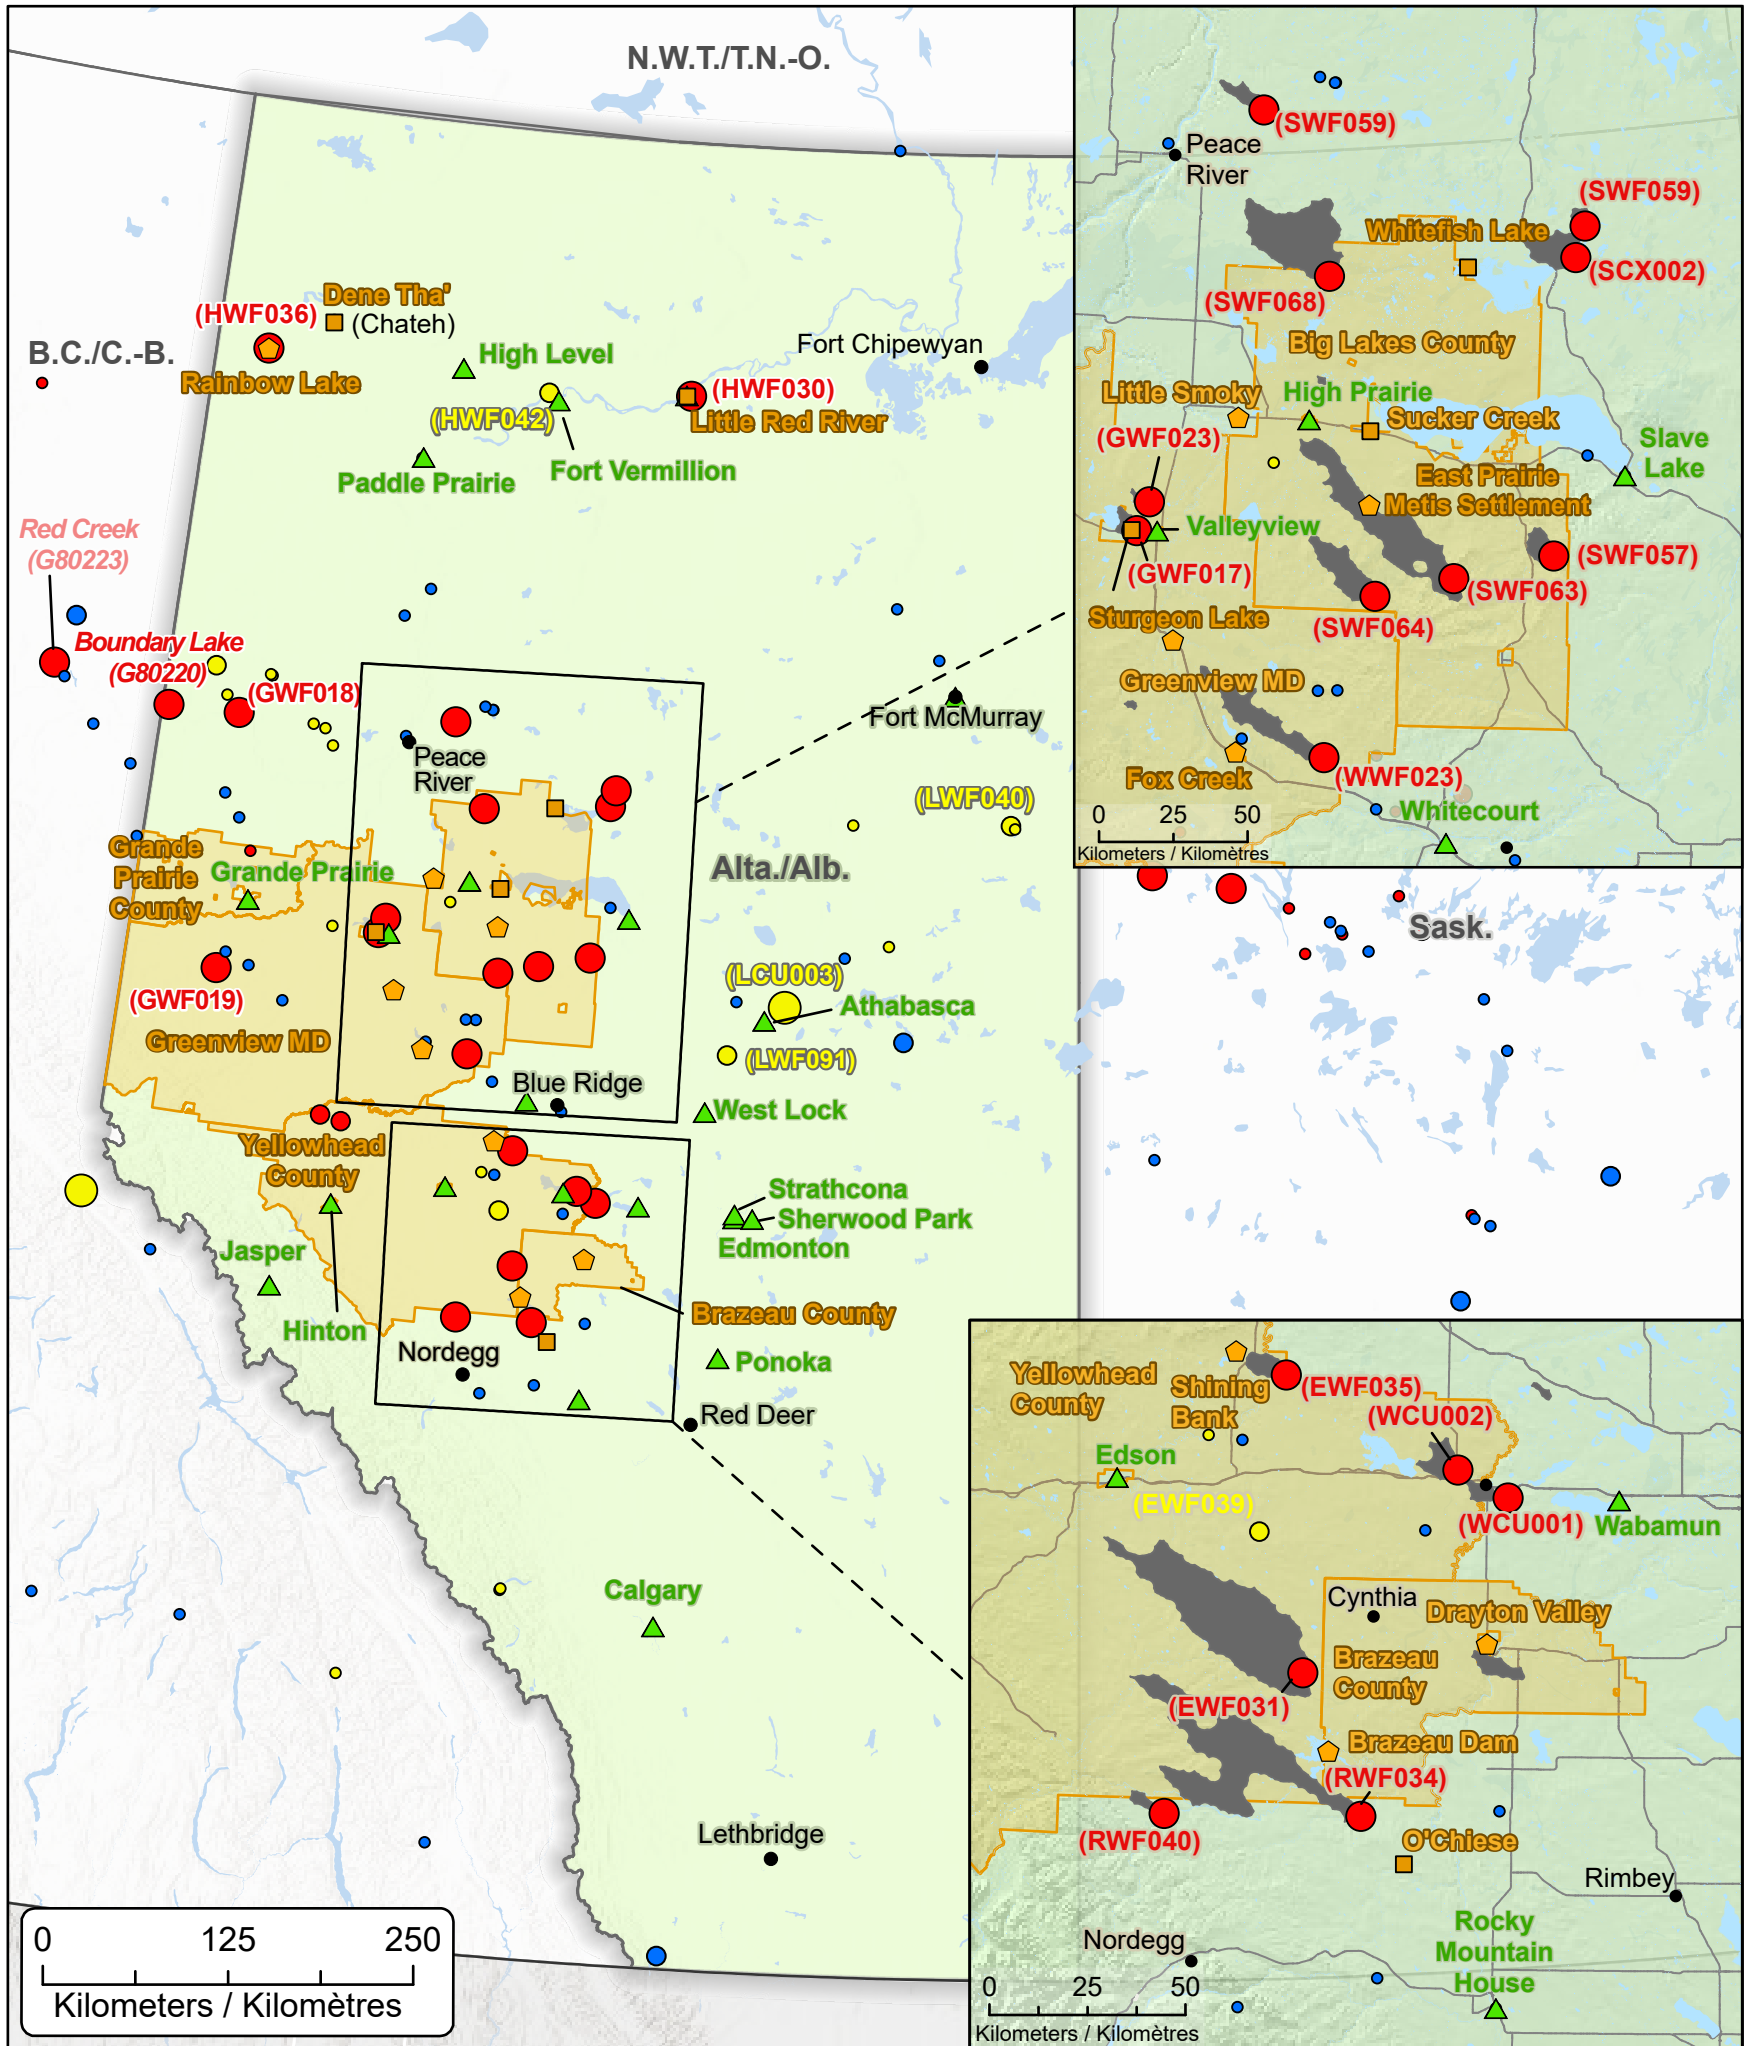 N.W.T./T.N.-O.
B.C./C.-B.
Dene Tha'
(Chateh)
(HWF036)
Rainbow Lake
High Level
(HWF042)
Fort Vermillion
Paddle Prairie
Fort Chipewyan
(HWF030)
Little Red River
Red Creek
(G80223)
Boundary Lake
(G80220)
(GWF018)
Peace
River
Fort McMurray
(LWF040)
Alta./Alb.
Grande
Prairie
County
Grande Prairie
(GWF019)
Greenview MD
(LCU003)
Athabasca
(LWF091)
Blue Ridge
West Lock
Yellowhead
County
Strathcona
Sherwood Park
Edmonton
Jasper
Hinton
Brazeau County
Nordegg
Ponoka
Red Deer
Calgary
Lethbridge
0 125 250
Kilometers / Kilomètres
(SWF059)
Peace
River
(SWF059)
Whitefish Lake
(SCX002)
(SWF068)
Big Lakes County
Little Smoky
High Prairie
Sucker Creek
(GWF023)
Slave
Lake
East Prairie
Metis Settlement
Valleyview
(SWF057)
(GWF017)
(SWF063)
Sturgeon Lake
(SWF064)
Greenview MD
Fox Creek
(WWF023)
Whitecourt
0 25 50
Kilometers / Kilomètres
Sask.
Yellowhead
County
Shining
Bank
(EWF035)
(WCU002)
Edson
(EWF039)
(WCU001)
Wabamun
Cynthia
Drayton Valley
Brazeau
County
(EWF031)
Brazeau Dam
(RWF034)
(RWF040)
O'Chiese
Rimbey
Rocky
Mountain
House
Nordegg
0 25 50
Kilometers / Kilomètres